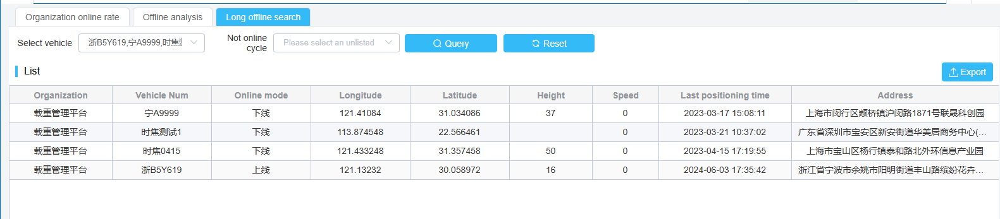 Organization online rate Offline analysis Long offline search
Select vehicle 浙B5Y619,宁A9999,时焦 Not online cycle Please select an unlisted Query Reset
List Export
Organization Vehicle Num Online mode Longitude Latitude Height Speed Last positioning time Address
载重管理平台 宁A9999 下线 121.41084 31.034086 37 0 2023-03-17 15:08:11 上海市闵行区颛桥镇沪闵路1871号联晟科创园
载重管理平台 时焦测试1 下线 113.874548 22.566461 0 2023-03-21 10:37:02 广东省深圳市宝安区新安街道华美居商务中心(...
载重管理平台 时焦0415 下线 121.433248 31.357458 50 0 2023-04-15 17:19:55 上海市宝山区杨行镇泰和路北外环信息产业园
载重管理平台 浙B5Y619 上线 121.13232 30.058972 16 0 2024-06-03 17:35:42 浙江省宁波市余姚市阳明街道丰山路缤纷花卉...